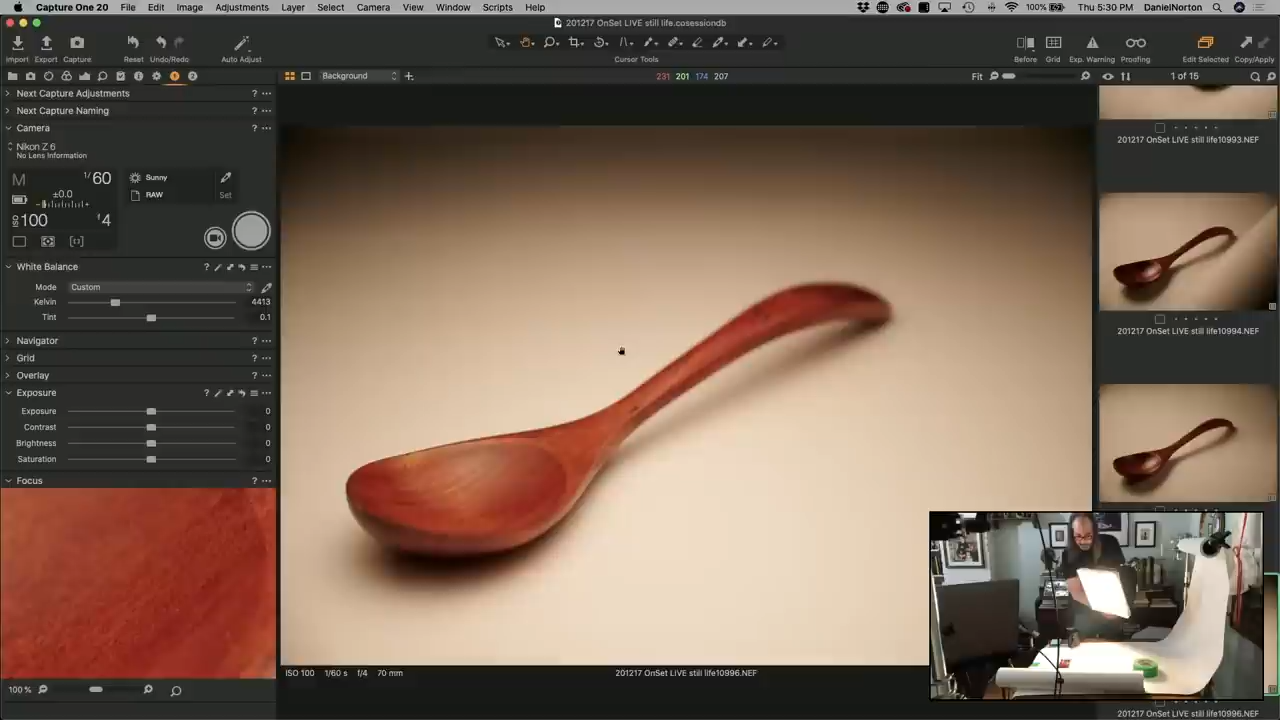 Capture One 20 File Edit Image Adjustments Layer Select Camera View Window Scripts Help 100% Thu 5:30 PM DanielNorton
201217 OnSet LIVE still life.cosessiondb
Import Export Capture Reset Undo/Redo Auto Adjust Cursor Tools Before Grid Exp. Warning Proofing Edit Selected Copy/Apply
Background 231 201 174 207 Fit 1 of 15
Next Capture Adjustments ? ...
Next Capture Naming ? ...
Camera ? ...
Nikon Z 6
No Lens Information
M 1/60 Sunny
±0.0 RAW Set
ISO 100 f4
White Balance ? ...
Mode Custom
Kelvin 4413
Tint 0.1
Navigator ? ...
Grid ? ...
Overlay ? ...
Exposure ? ...
Exposure 0
Contrast 0
Brightness 0
Saturation 0
Focus ? ...
100 %
ISO 100 1/60 s f/4 70 mm 201217 OnSet LIVE still life10996.NEF
201217 OnSet LIVE still life10993.NEF
201217 OnSet LIVE still life10994.NEF
201217 OnSet LIVE still life10996.NEF